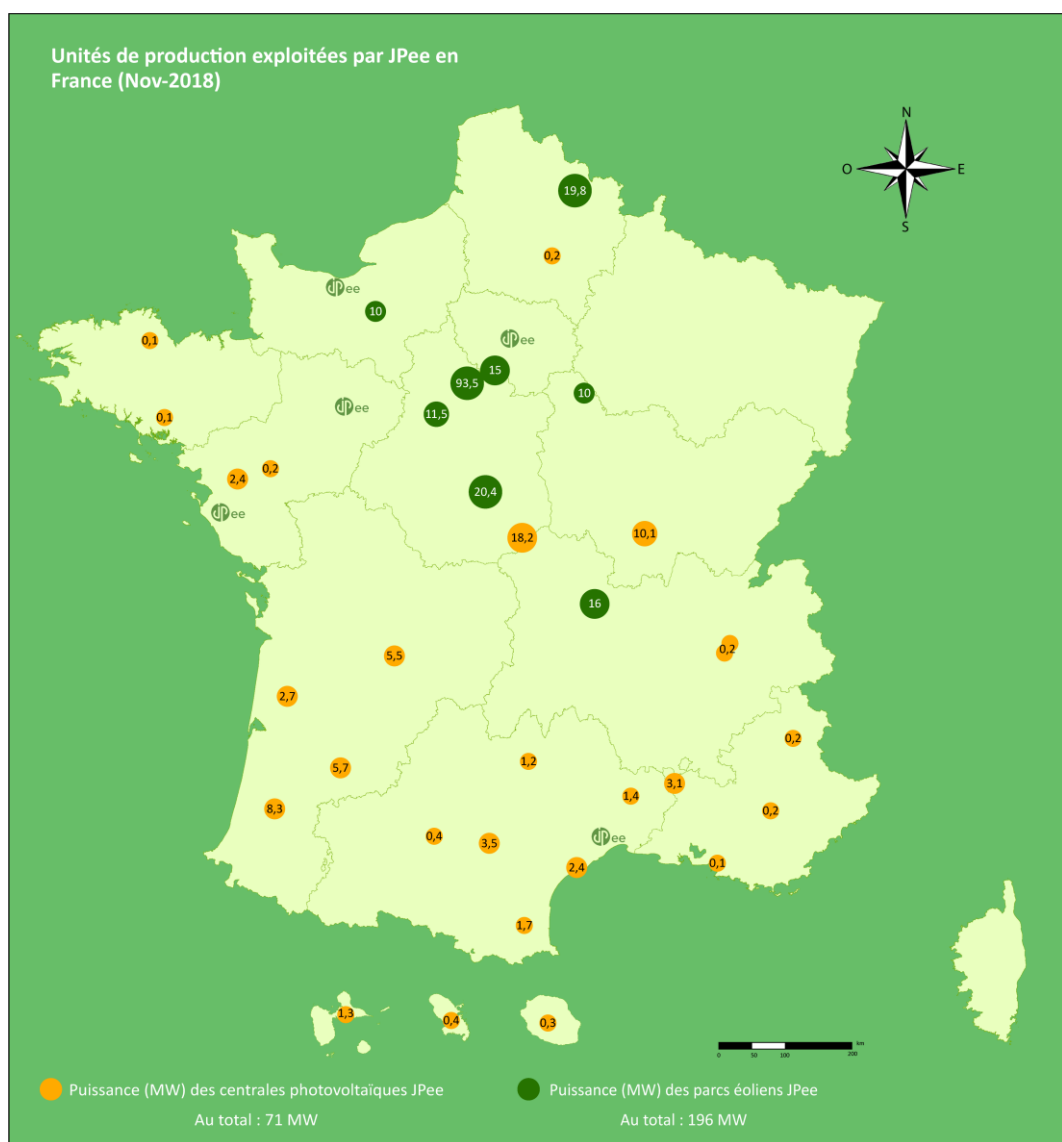 Unités de production exploitées par JPee en
France (Nov-2018)
N
O
E
S
19,8
0,2
JPee
10
0,1
JPee
15
93,5
10
JPee
11,5
0,1
0,2
2,4
20,4
JPee
18,2
10,1
16
0,2
5,5
2,7
0,2
1,2
5,7
3,1
1,4
8,3
0,2
0,4
JPee
3,5
0,1
2,4
1,7
1,3
0,4
0,3
km
0 50 100 200
Puissance (MW) des centrales photovoltaïques JPee
Puissance (MW) des parcs éoliens JPee
Au total : 71 MW
Au total : 196 MW